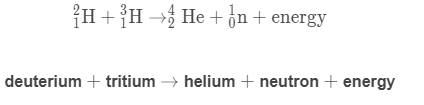 ²₁H + ³₁H →⁴₂ He + ¹₀n + energy
deuterium + tritium → helium + neutron + energy